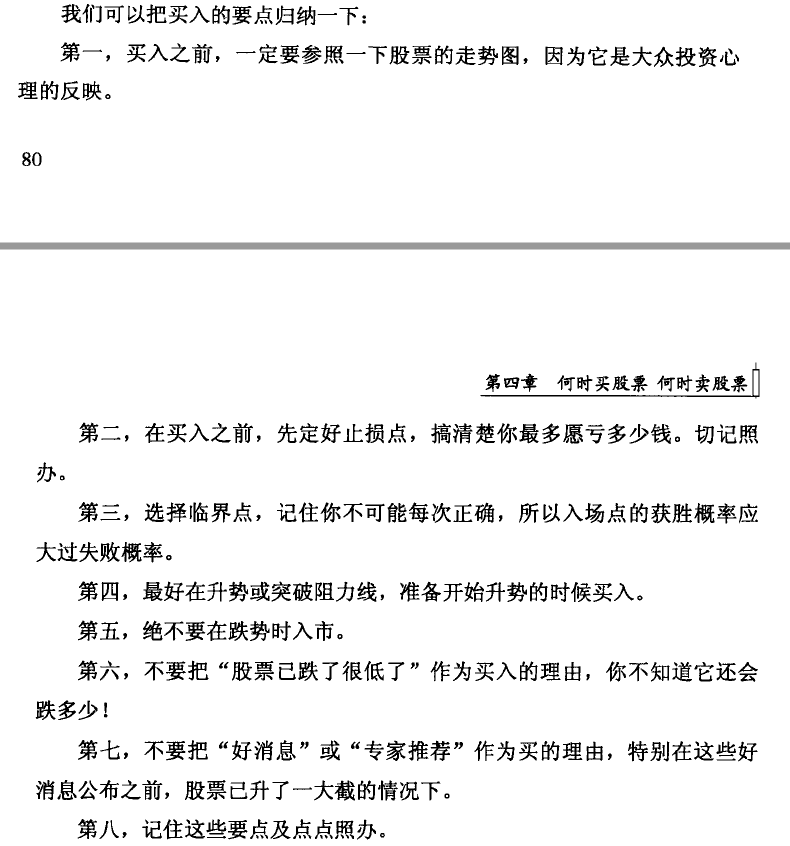 我们可以把买入的要点归纳一下：
第一，买入之前，一定要参照一下股票的走势图，因为它是大众投资心
理的反映。
80
第四章 何时买股票 何时卖股票
第二，在买入之前，先定好止损点，搞清楚你最多愿亏多少钱。切记照
办。
第三，选择临界点，记住你不可能每次正确，所以入场点的获胜概率应
大过失败概率。
第四，最好在升势或突破阻力线，准备开始升势的时候买入。
第五，绝不要在跌势时入市。
第六，不要把“股票已跌了很低了”作为买入的理由，你不知道它还会
跌多少！
第七，不要把“好消息”或“专家推荐”作为买的理由，特别在这些好
消息公布之前，股票已升了一大截的情况下。
第八，记住这些要点及点点照办。